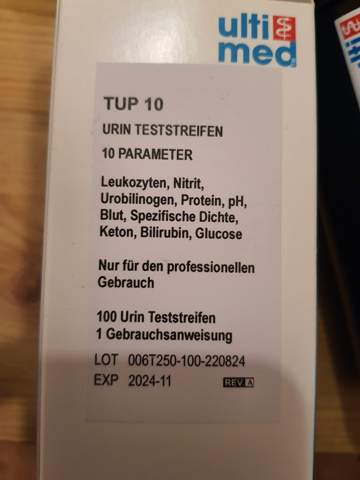 ulti
med
TUP 10
URIN TESTSTREIFEN
10 PARAMETER
Leukozyten, Nitrit,
Urobilinogen, Protein, pH,
Blut, Spezifische Dichte,
Keton, Bilirubin, Glucose
Nur für den professionellen
Gebrauch
100 Urin Teststreifen
1 Gebrauchsanweisung
LOT 006T250-100-220824
EXP 2024-11 REV. A